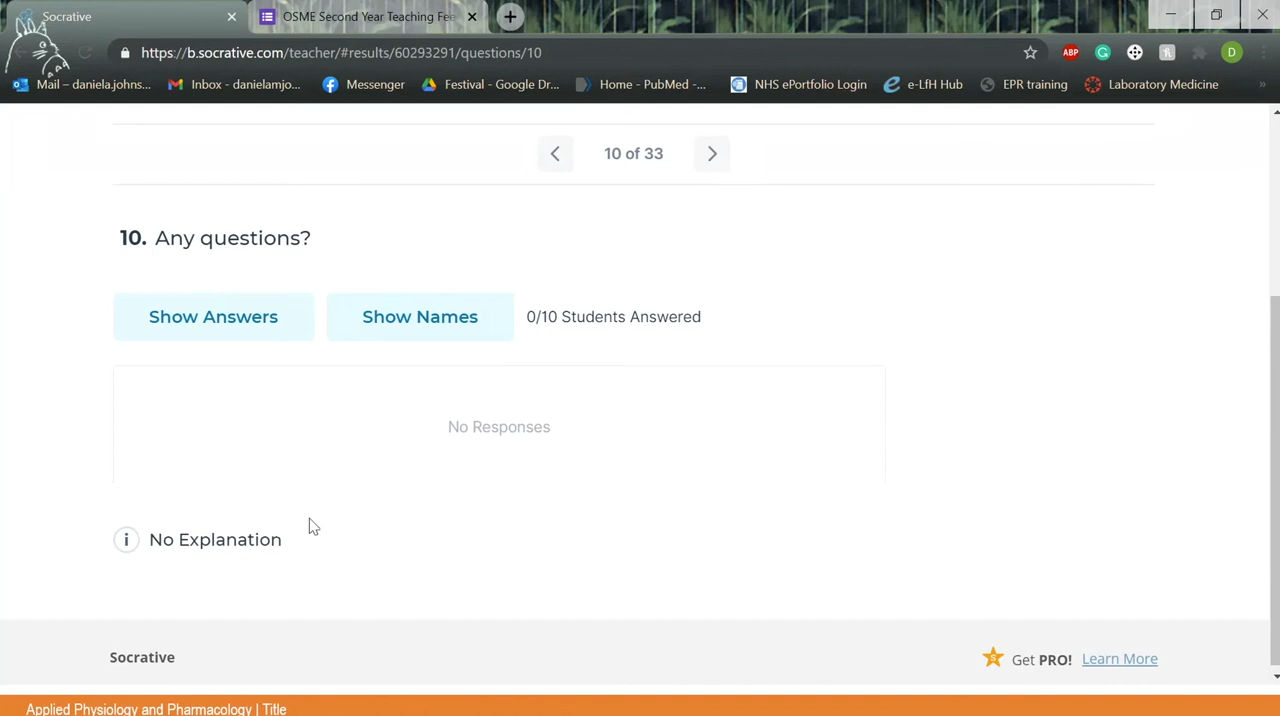 Socrative
OSME Second Year Teaching Fee
https://b.socrative.com/teacher/#results/60293291/questions/10
ABP
D
Mail – daniela.johns...
Inbox - danielamjo...
Messenger
Festival - Google Dr...
Home - PubMed -...
NHS ePortfolio Login
e-LfH Hub
EPR training
Laboratory Medicine
»
10 of 33
10. Any questions?
Show Answers
Show Names
0/10 Students Answered
No Responses
i No Explanation
Socrative
Get PRO! Learn More
Applied Physiology and Pharmacology | Title